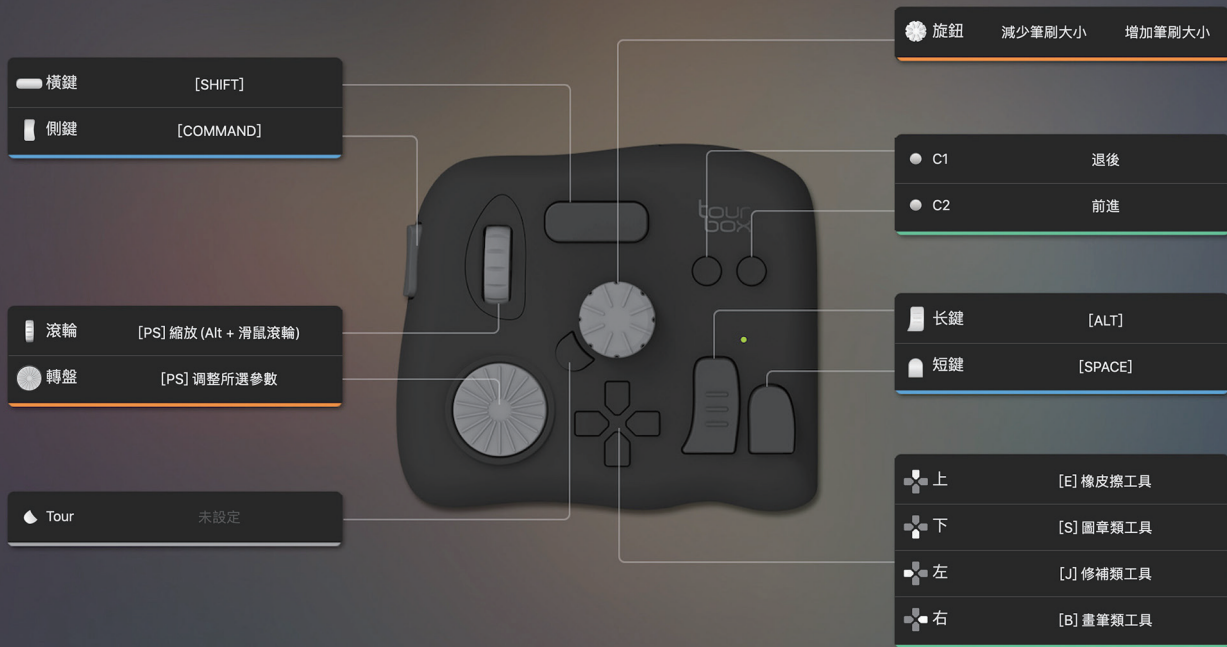 橫鍵 [SHIFT]
側鍵 [COMMAND]
滾輪 [PS] 縮放 (Alt + 滑鼠滾輪)
轉盤 [PS] 调整所選參數
Tour 未設定
tour
box
旋鈕 減少筆刷大小 增加筆刷大小
C1 退後
C2 前進
长鍵 [ALT]
短鍵 [SPACE]
上 [E] 橡皮擦工具
下 [S] 圖章類工具
左 [J] 修補類工具
右 [B] 畫筆類工具